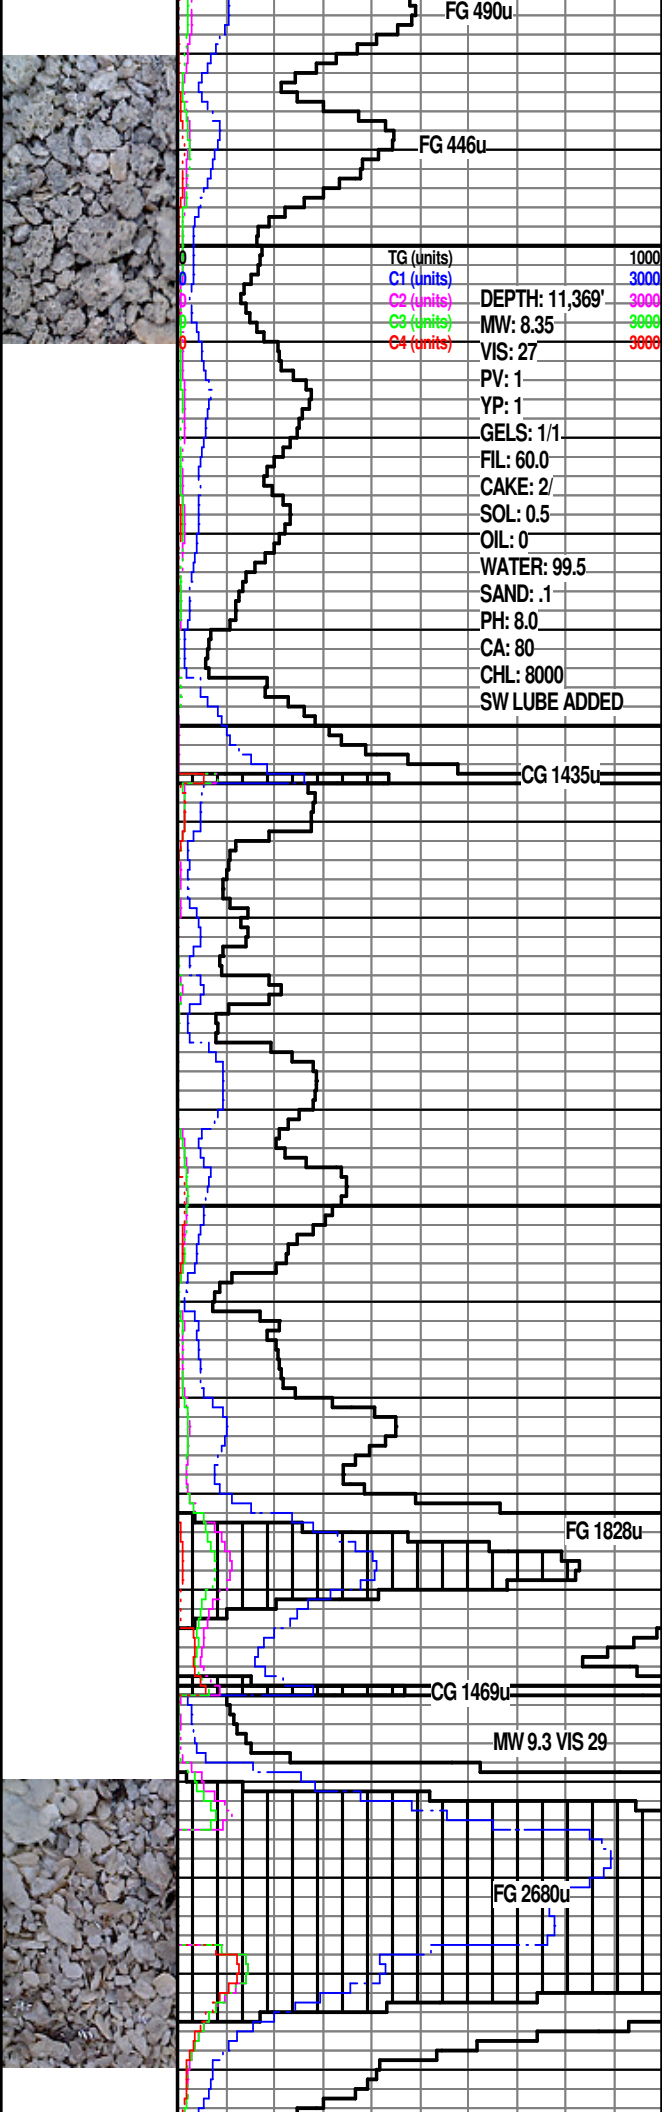 FG 490u
FG 446u
0 TG (units) 1000
0 C1 (units) 3000
0 C2 (units) 3000
DEPTH: 11,369'
0 C3 (units) 3000
MW: 8.35
0 C4 (units) 3000
VIS: 27
PV: 1
YP: 1
GELS: 1/1
FIL: 60.0
CAKE: 2/
SOL: 0.5
OIL: 0
WATER: 99.5
SAND: .1
PH: 8.0
CA: 80
CHL: 8000
SW LUBE ADDED
CG 1435u
FG 1828u
CG 1469u
MW 9.3 VIS 29
FG 2680u